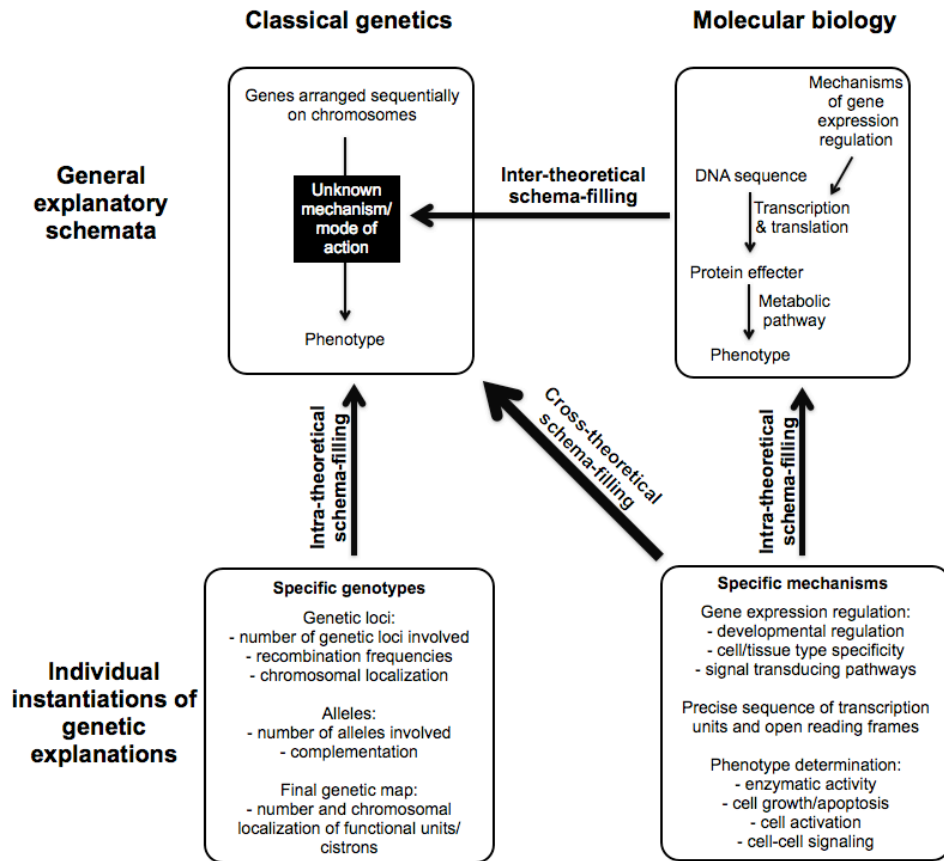 Classical genetics
Molecular biology
General
explanatory
schemata
Genes arranged sequentially
on chromosomes
Unknown
mechanism/
mode of
action
Phenotype
Inter-theoretical
schema-filling
Mechanisms
of gene
expression
regulation
DNA sequence
Transcription
& translation
Protein effecter
Metabolic
pathway
Phenotype
Intra-theoretical
schema-filling
Cross-theoretical
schema-filling
Intra-theoretical
schema-filling
Individual
instantiations of
genetic
explanations
Specific genotypes
Genetic loci:
- number of genetic loci involved
- recombination frequencies
- chromosomal localization
Alleles:
- number of alleles involved
- complementation
Final genetic map:
- number and chromosomal
localization of functional units/
cistrons
Specific mechanisms
Gene expression regulation:
- developmental regulation
- cell/tissue type specificity
- signal transducing pathways
Precise sequence of transcription
units and open reading frames
Phenotype determination:
- enzymatic activity
- cell growth/apoptosis
- cell activation
- cell-cell signaling